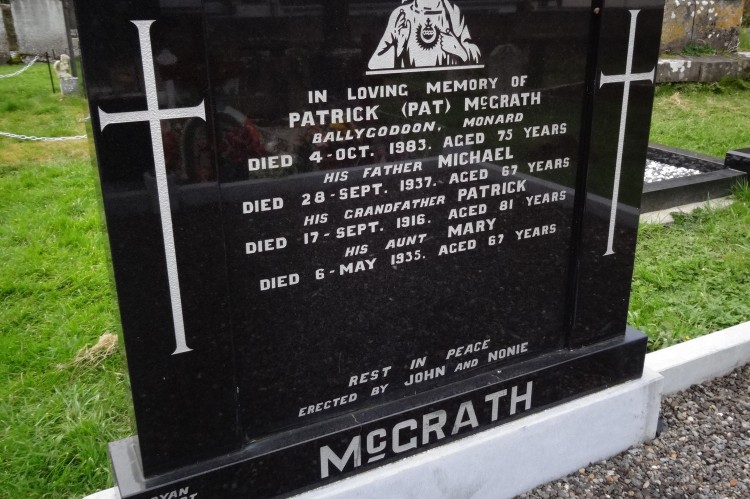 IN LOVING MEMORY OF
PATRICK (PAT) McGRATH
BALLYGODDON, MONARD
DIED 4-OCT. 1983. AGED 75 YEARS
HIS FATHER MICHAEL
DIED 28-SEPT. 1937. AGED 67 YEARS
HIS GRANDFATHER PATRICK
DIED 17-SEPT. 1916. AGED 81 YEARS
HIS AUNT MARY
DIED 6-MAY 1935. AGED 67 YEARS
REST IN PEACE
ERECTED BY JOHN AND NONIE
McGRATH